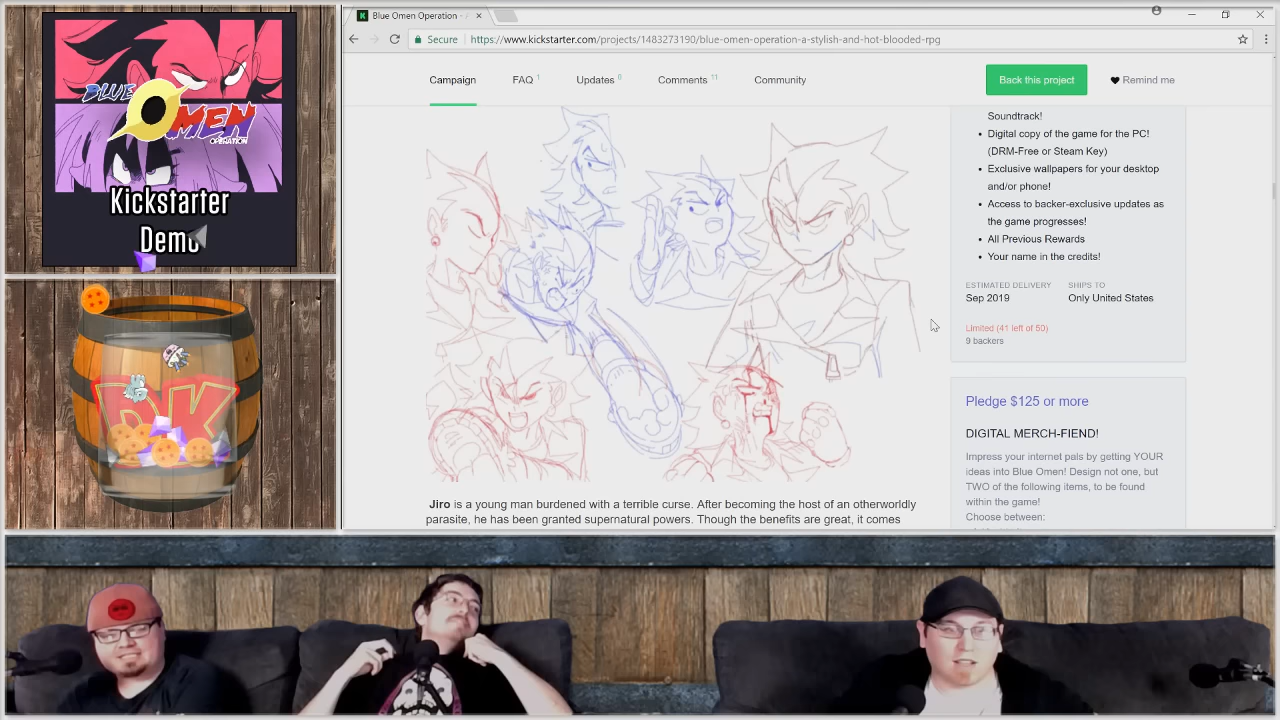 BLUE
OMEN
OPERATION
Kickstarter
Demo
DK
Blue Omen Operation -
Secure
https://www.kickstarter.com/projects/1483273190/blue-omen-operation-a-stylish-and-hot-blooded-rpg
Campaign FAQ 1 Updates 6 Comments 11 Community Back this project Remind me
Soundtrack!
• Digital copy of the game for the PC!
(DRM-Free or Steam Key)
• Exclusive wallpapers for your desktop
and/or phone!
• Access to backer-exclusive updates as
the game progresses!
• All Previous Rewards
• Your name in the credits!
ESTIMATED DELIVERY SHIPS TO
Sep 2019 Only United States
Limited (41 left of 50)
9 backers
Pledge $125 or more
DIGITAL MERCH-FIEND!
Impress your internet pals by getting YOUR
ideas into Blue Omen! Design not one, but
TWO of the following items, to be found
within the game!
Choose between:
Jiro is a young man burdened with a terrible curse. After becoming the host of an otherworldly
parasite, he has been granted supernatural powers. Though the benefits are great, it comes